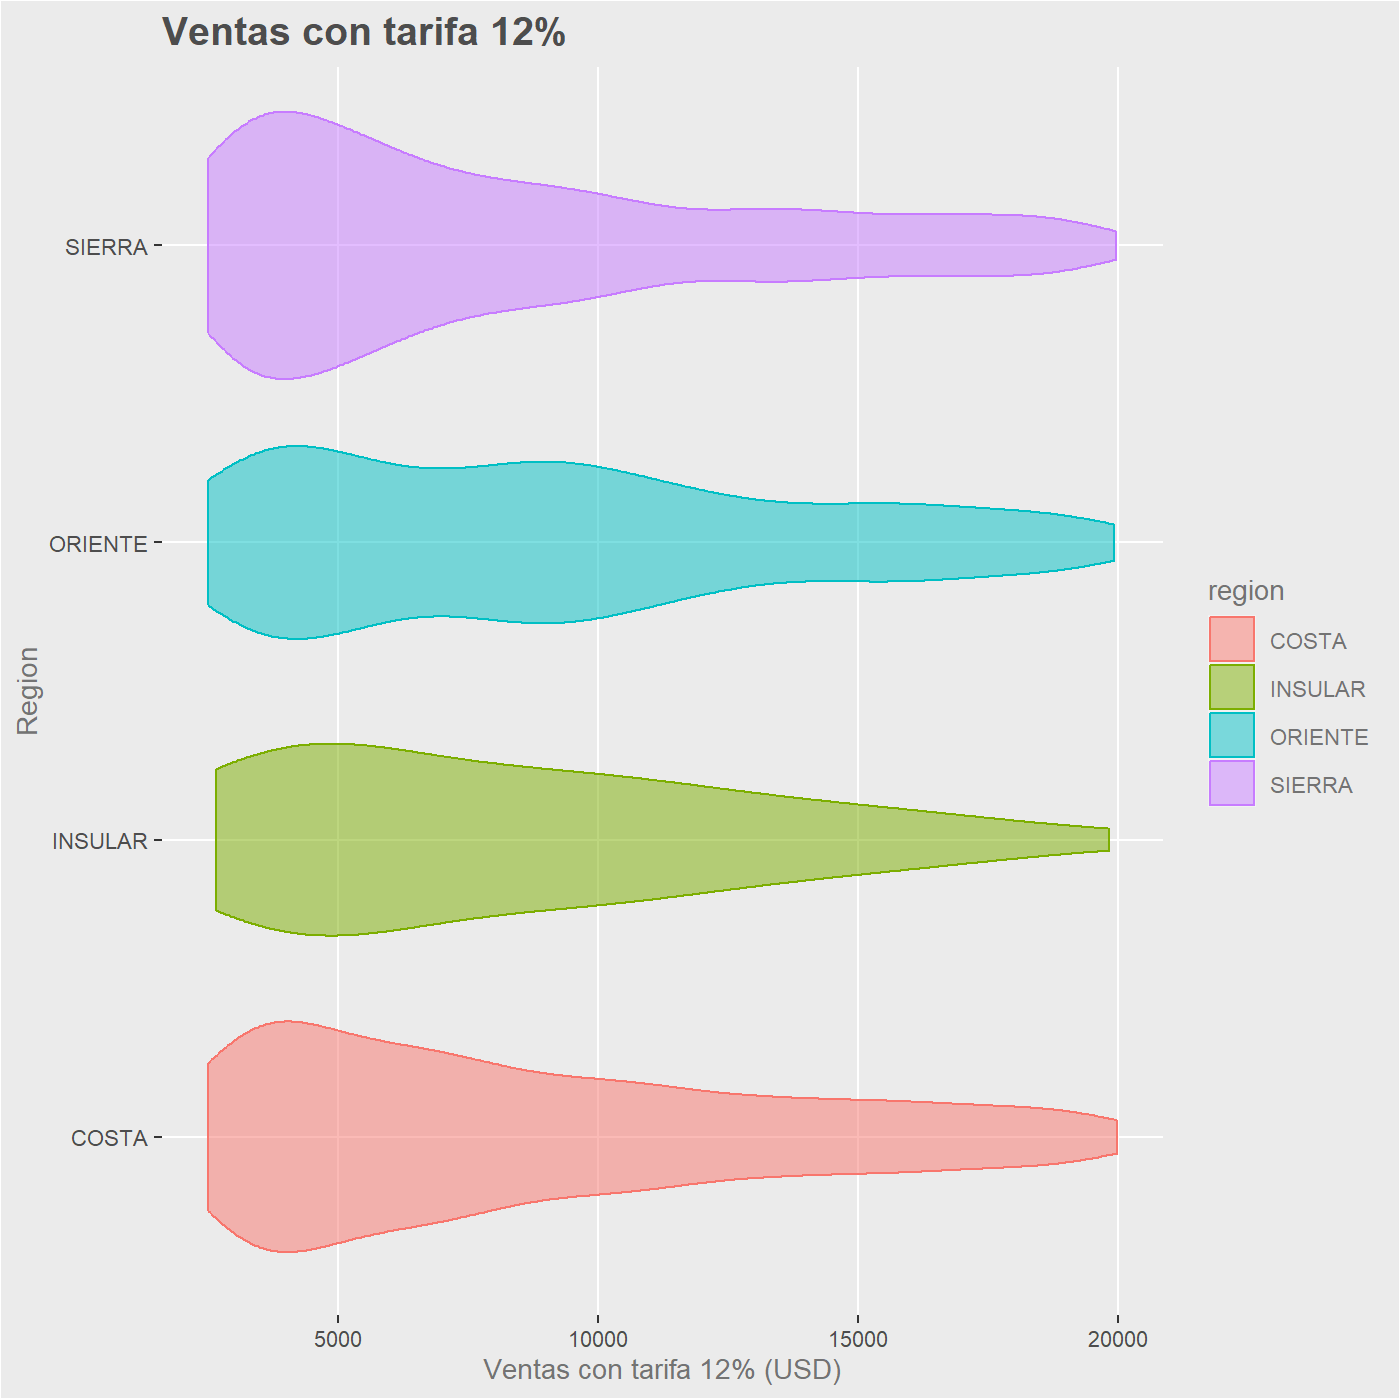 Ventas con tarifa 12%
SIERRA
ORIENTE
INSULAR
COSTA
Region
5000 10000 15000 20000
Ventas con tarifa 12% (USD)
region
COSTA
INSULAR
ORIENTE
SIERRA